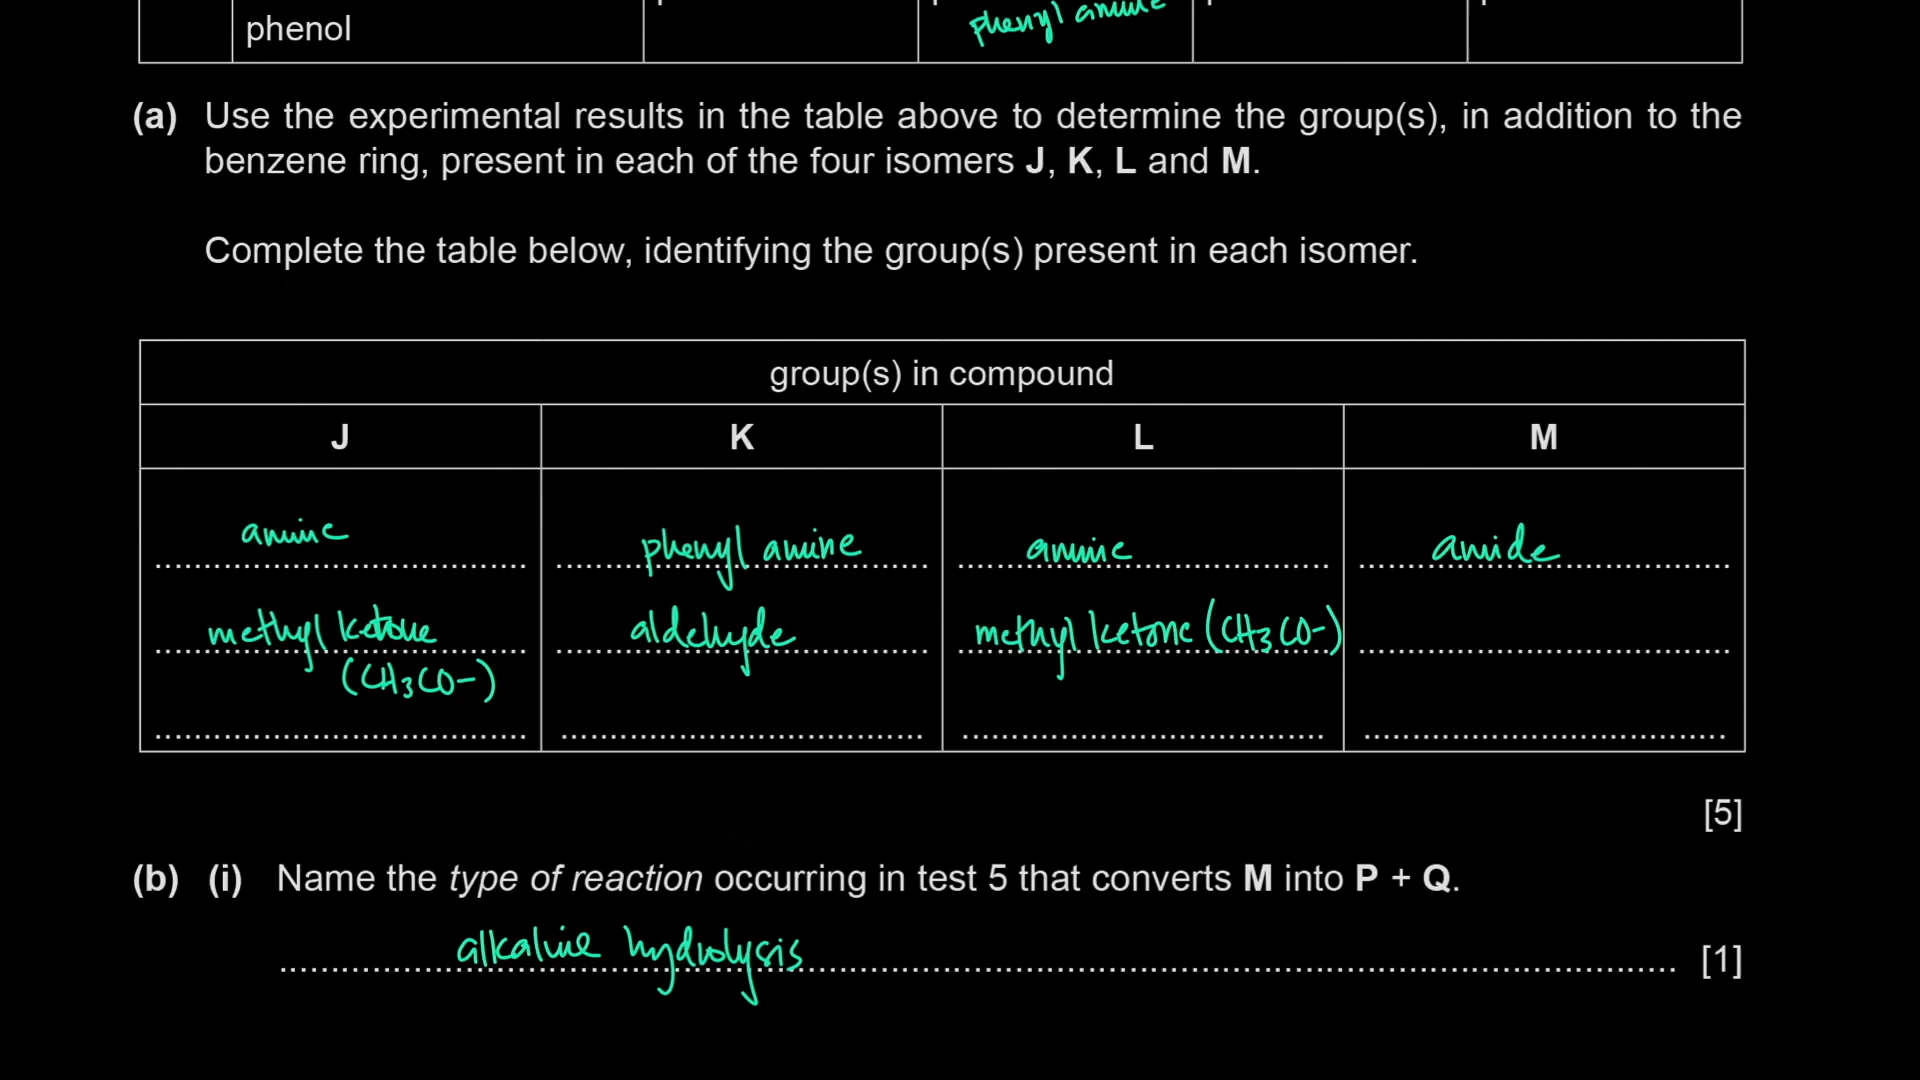 phenol
phenyl amine
(a) Use the experimental results in the table above to determine the group(s), in addition to the
benzene ring, present in each of the four isomers J, K, L and M.
Complete the table below, identifying the group(s) present in each isomer.
group(s) in compound
J K L M
amine phenyl amine amine amide
methyl ketone aldehyde methyl ketone (CH3CO-)
(CH3CO-)
[5]
(b) (i) Name the type of reaction occurring in test 5 that converts M into P + Q.
alkaline hydrolysis [1]